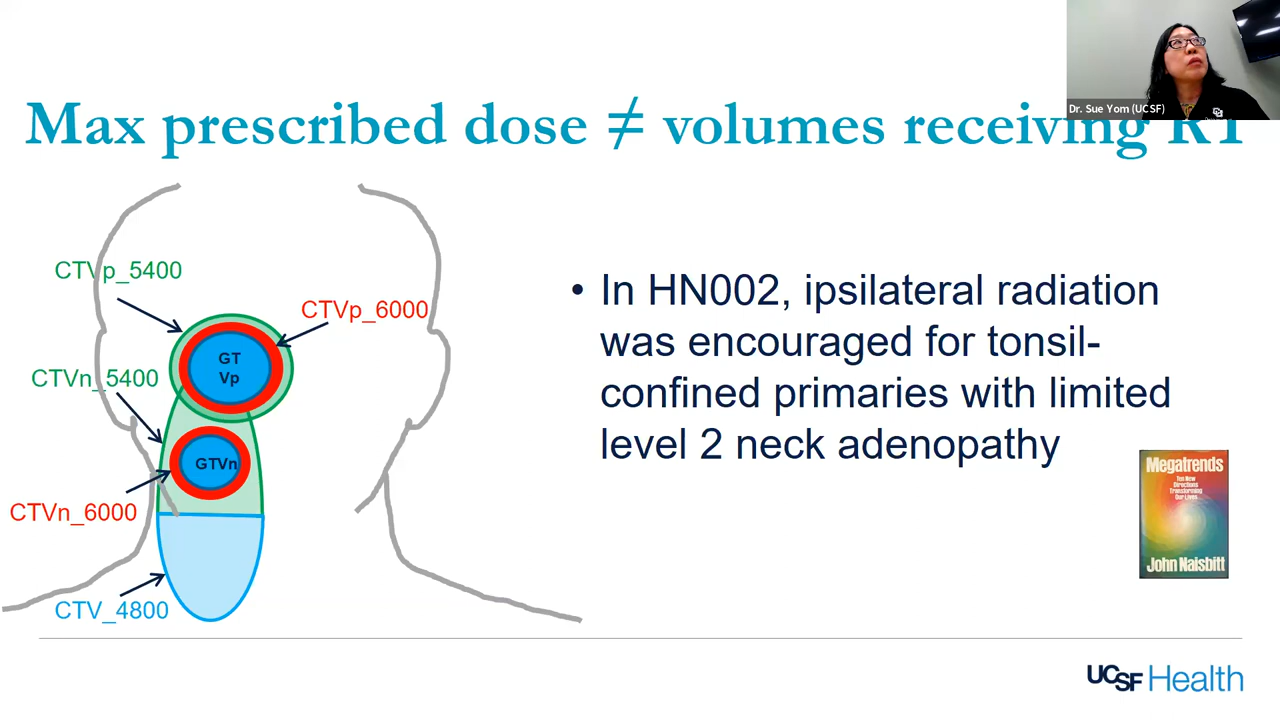 Dr. Sue Yom (UCSF)
Max prescribed dose ≠ volumes receiving RT
CTVp_5400
CTVp_6000
GT
Vp
CTVn_5400
GTVn
CTVn_6000
CTV_4800
• In HN002, ipsilateral radiation
was encouraged for tonsil-
confined primaries with limited
level 2 neck adenopathy
Megatrends
Ten New
Directions
Transforming
Our Lives
John Naisbitt
UCSF Health